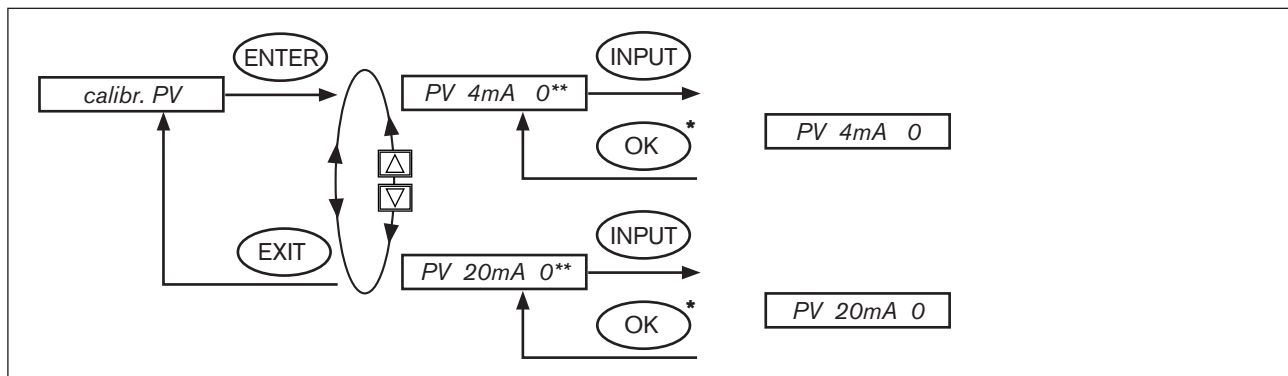 ENTER
calibr. PV
EXIT
PV 4mA 0**
INPUT
OK*
PV 4mA 0
PV 20mA 0**
INPUT
OK*
PV 20mA 0